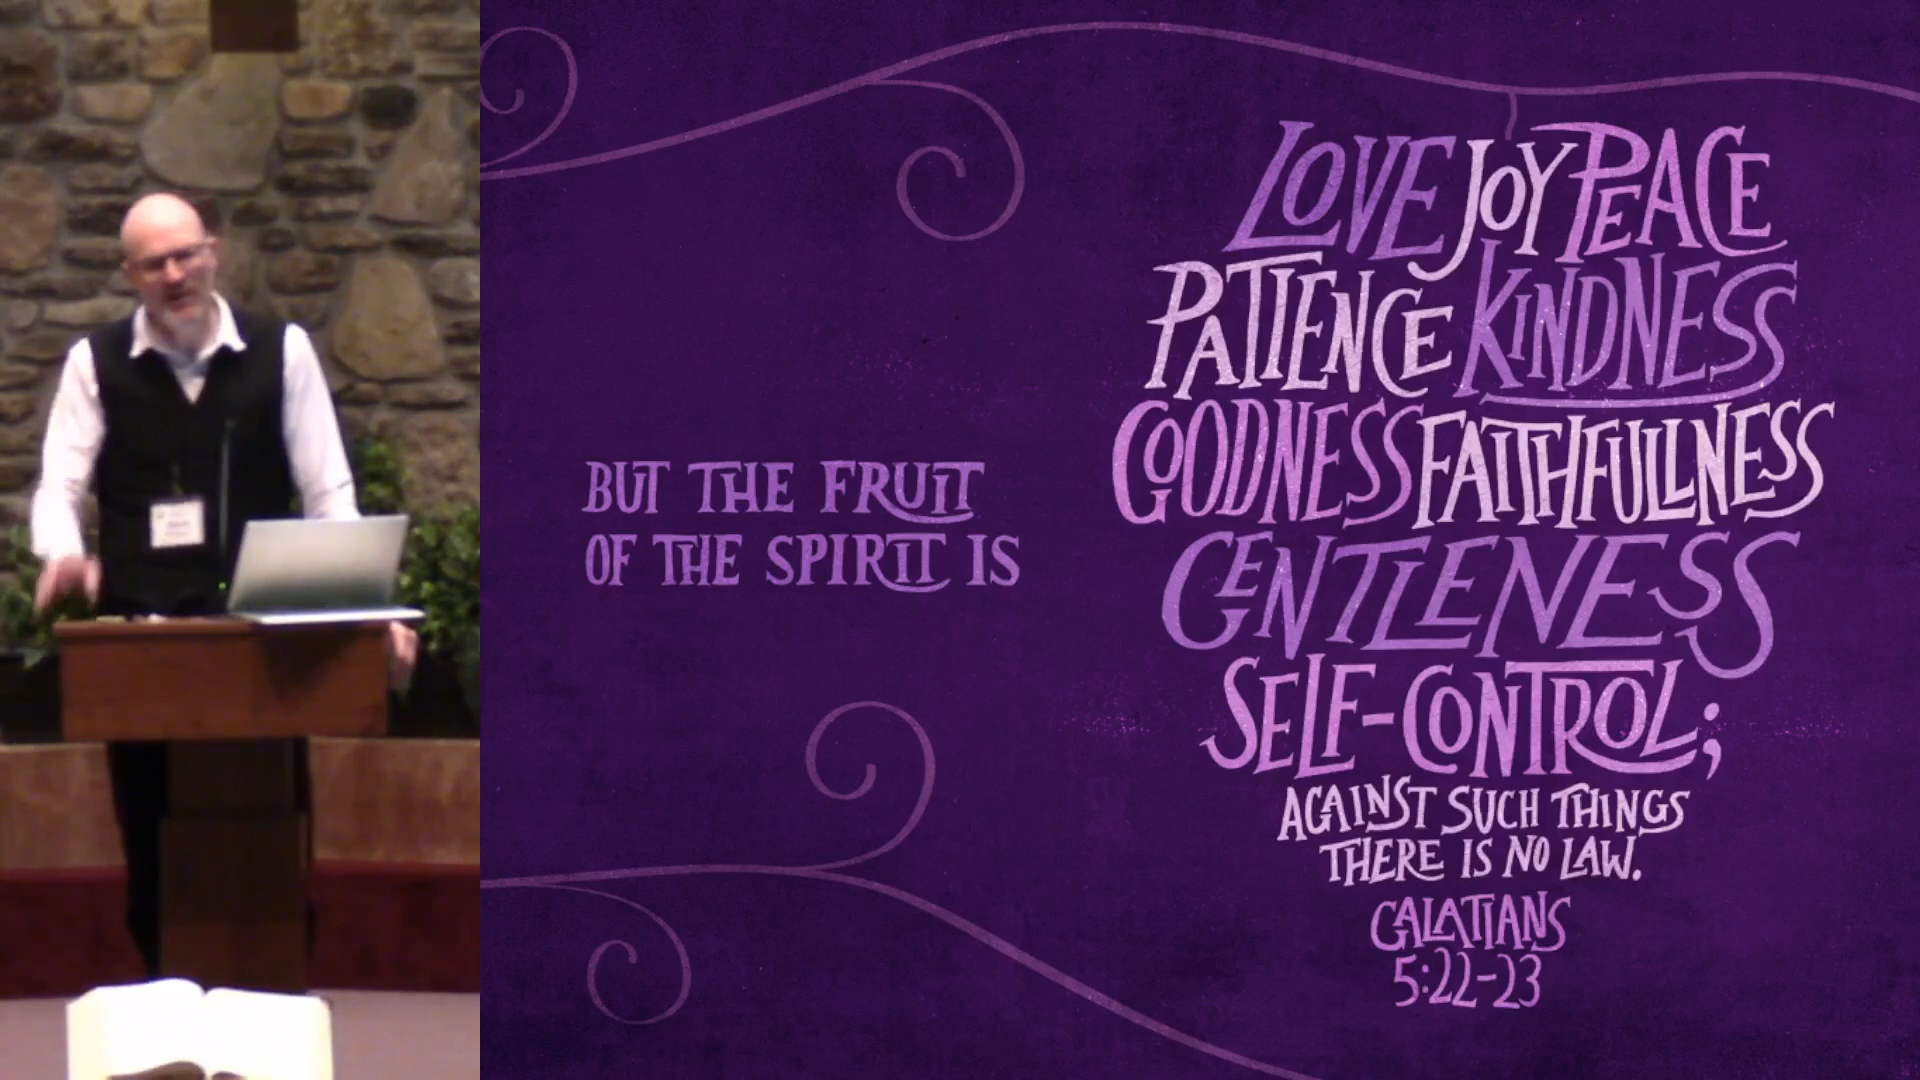 BUT THE FRUIT
OF THE SPIRIT IS
LOVE JOY PEACE
PATIENCE KINDNESS
GOODNESS FAITHFULLNESS
GENTLENESS
SELF-CONTROL;
AGAINST SUCH THINGS
THERE IS NO LAW.
GALATIANS
5:22-23